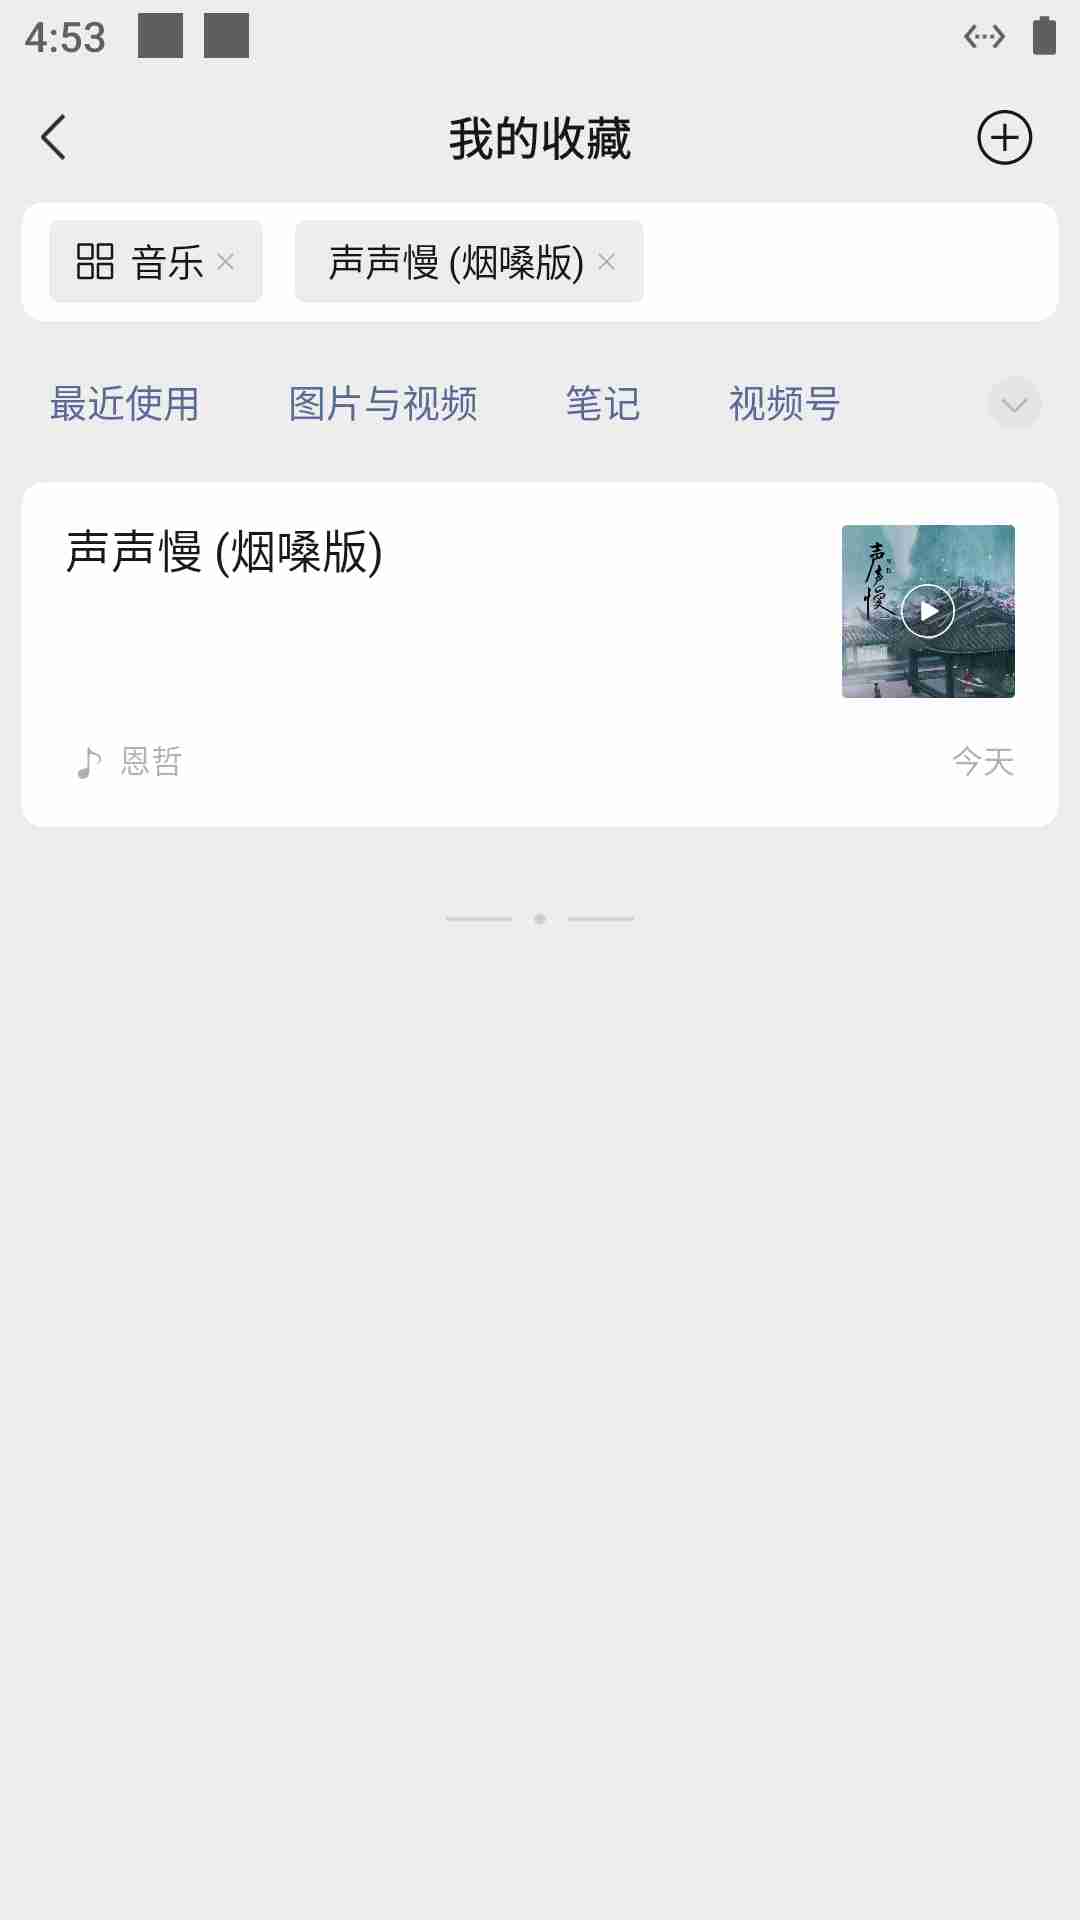 4:53
我的收藏
音乐 声声慢 (烟嗓版)
最近使用 图片与视频 笔记 视频号
声声慢 (烟嗓版)
声声慢
恩哲 今天